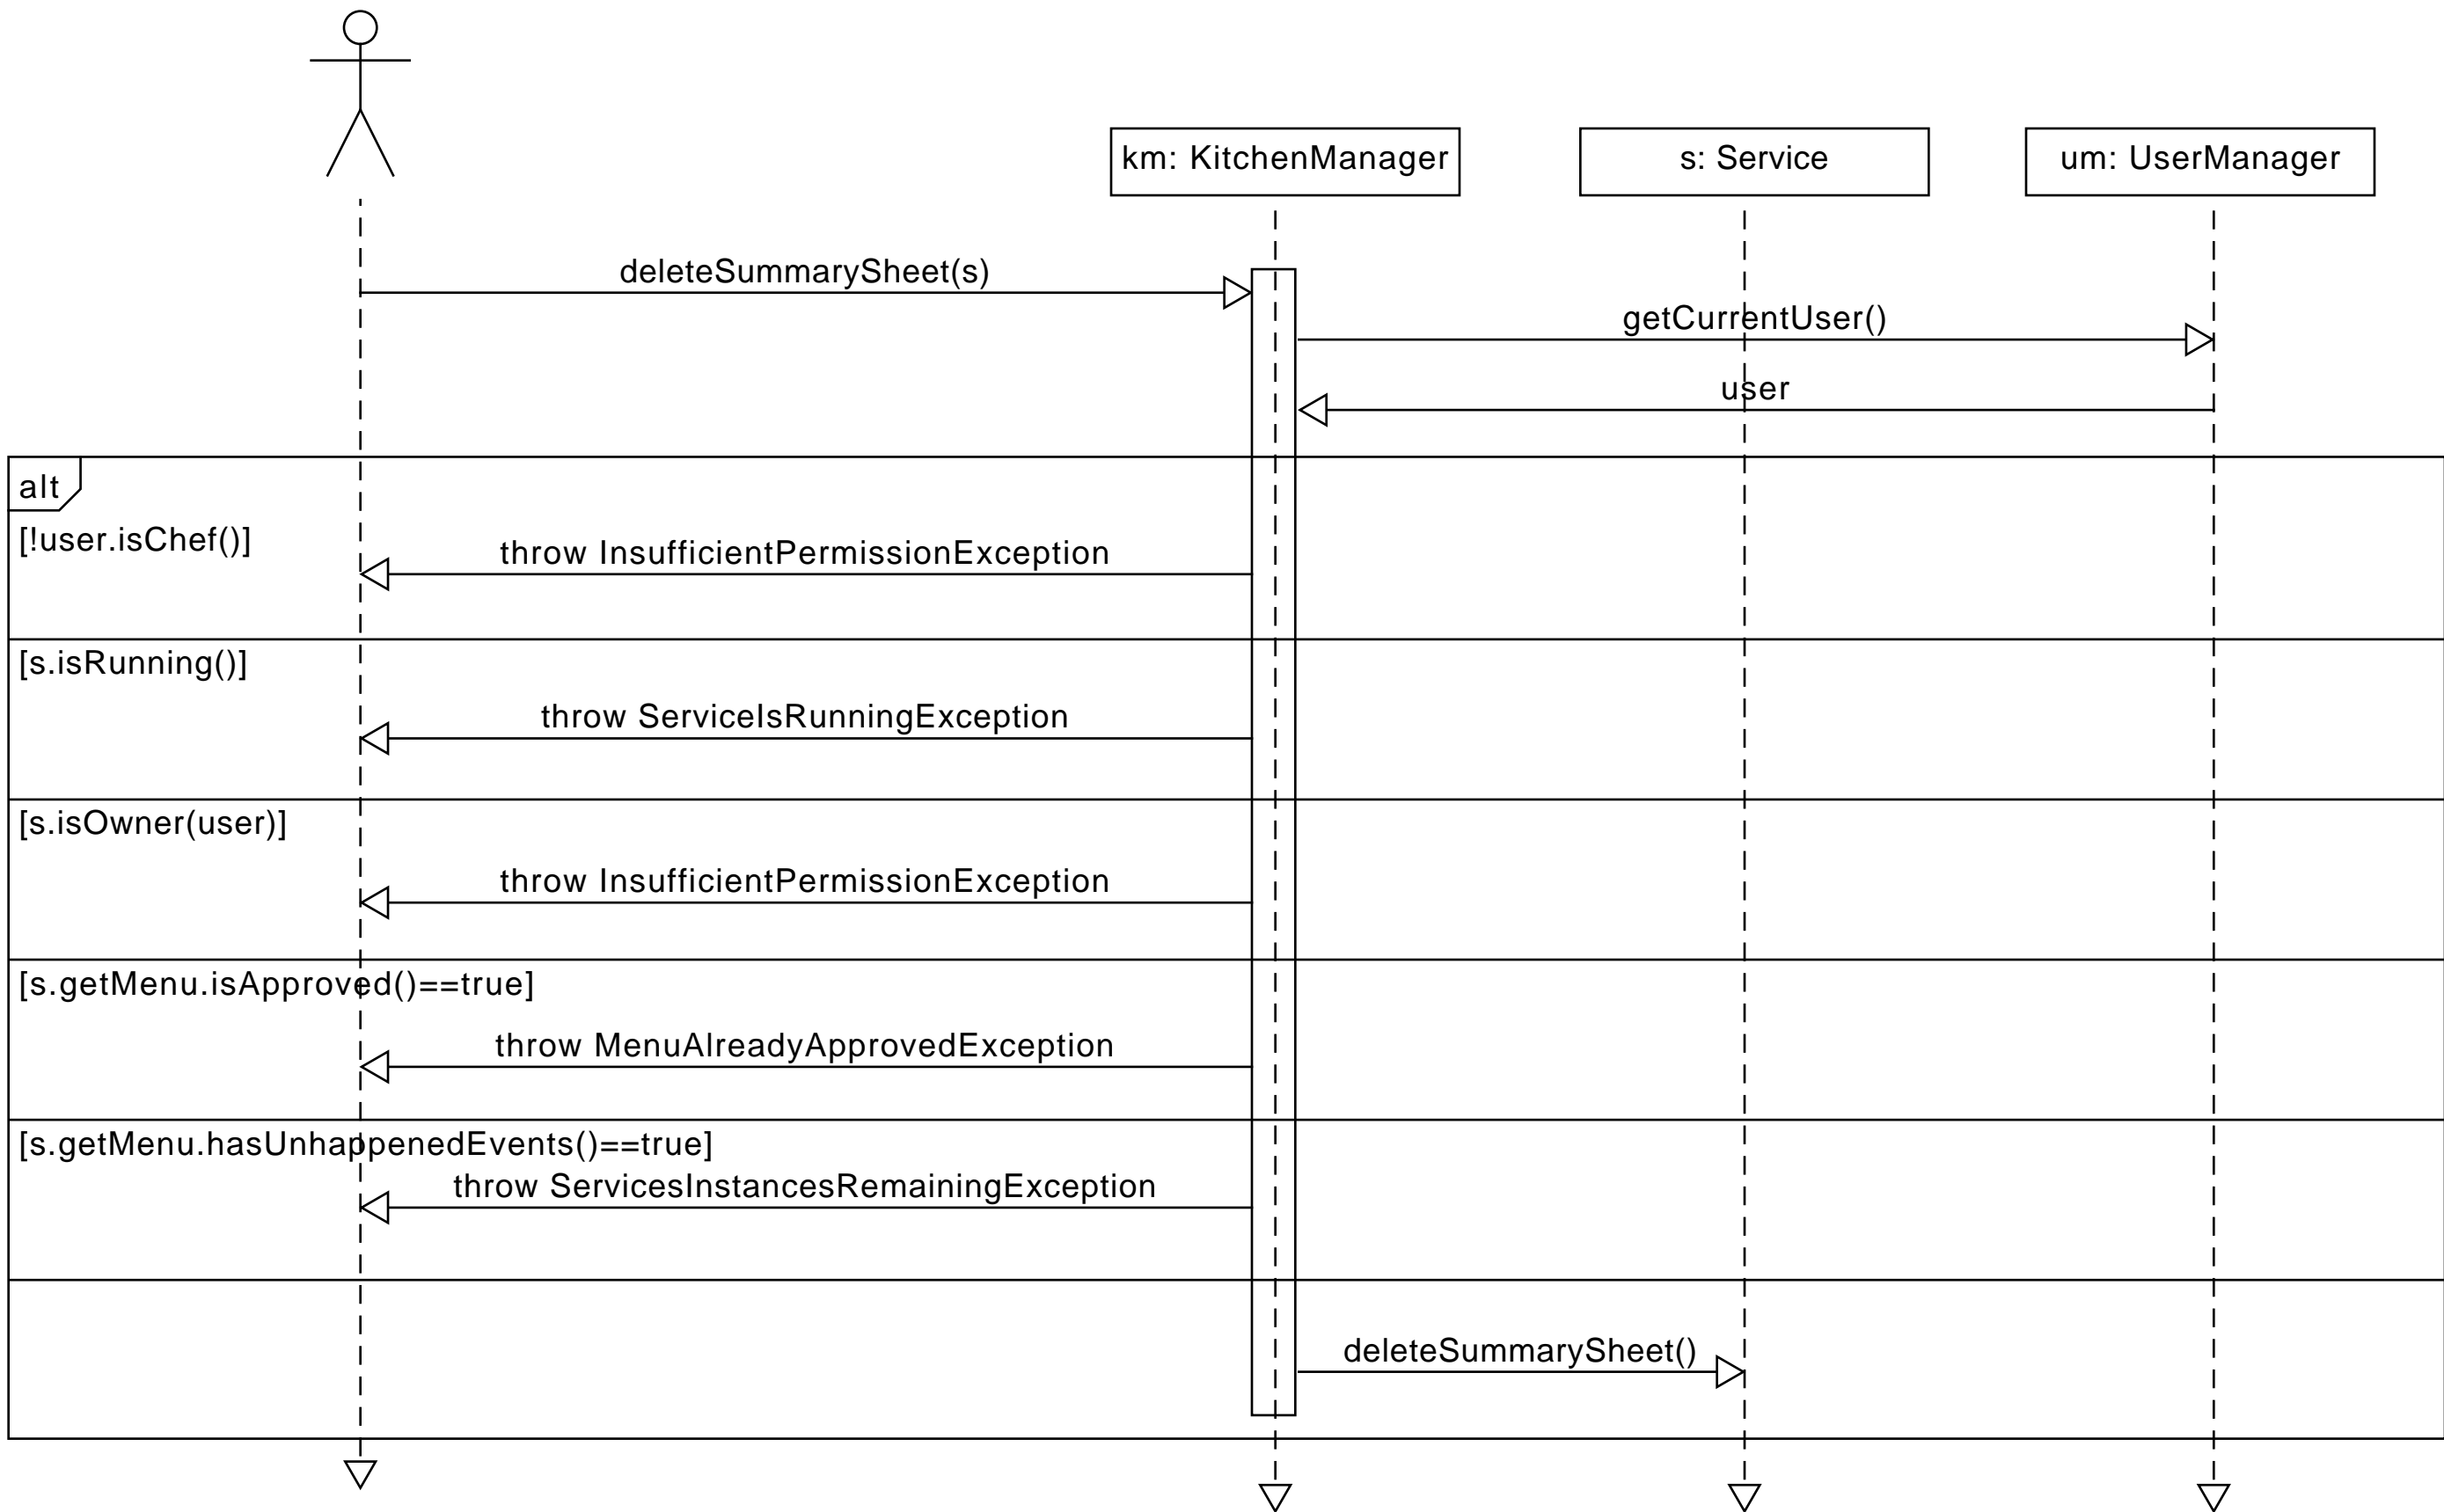 km: KitchenManager
s: Service
um: UserManager
deleteSummarySheet(s)
getCurrentUser()
user
alt
[!user.isChef()]
throw InsufficientPermissionException
[s.isRunning()]
throw ServiceIsRunningException
[s.isOwner(user)]
throw InsufficientPermissionException
[s.getMenu.isApproved()==true]
throw MenuAlreadyApprovedException
[s.getMenu.hasUnhappenedEvents()==true]
throw ServicesInstancesRemainingException
deleteSummarySheet()